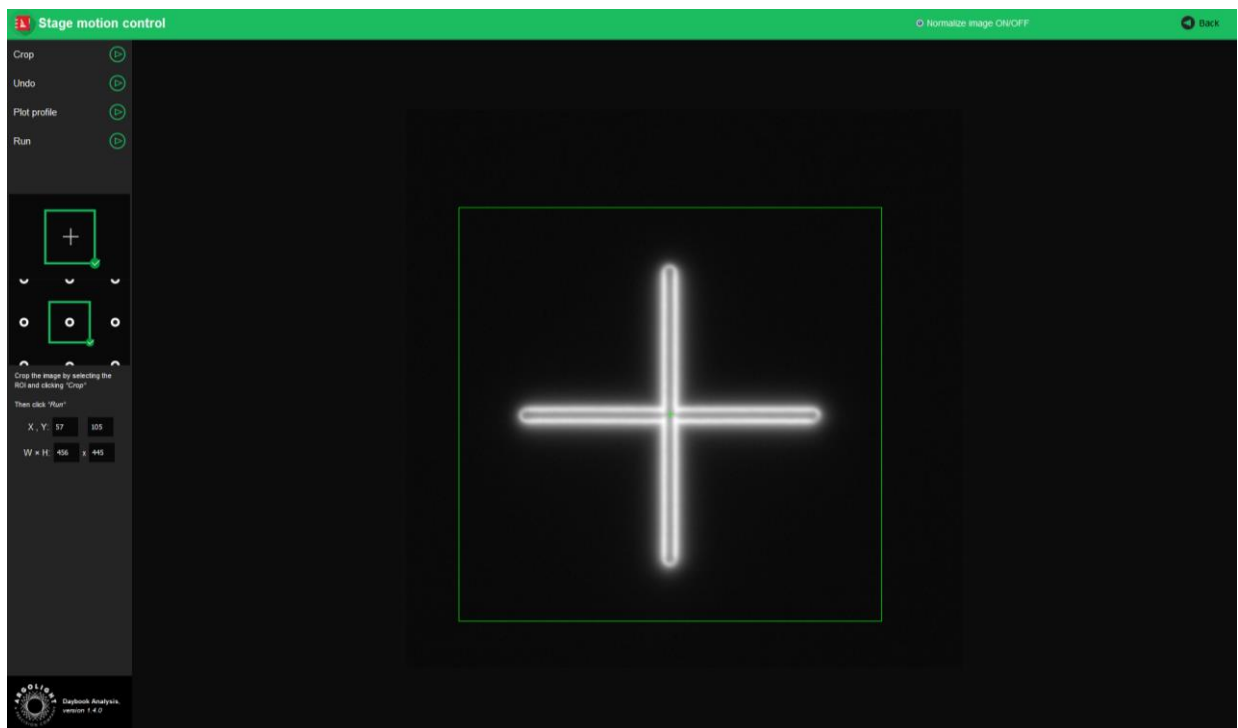 Stage motion control
Normalize image ON/OFF
Back
Crop
Undo
Plot profile
Run
Crop the image by selecting the
ROI and clicking "Crop"
Then click "Run"
X , Y: 57 105
W × H: 456 x 445
ARGOLIGHT
Daybook Analysis,
version 1.4.0